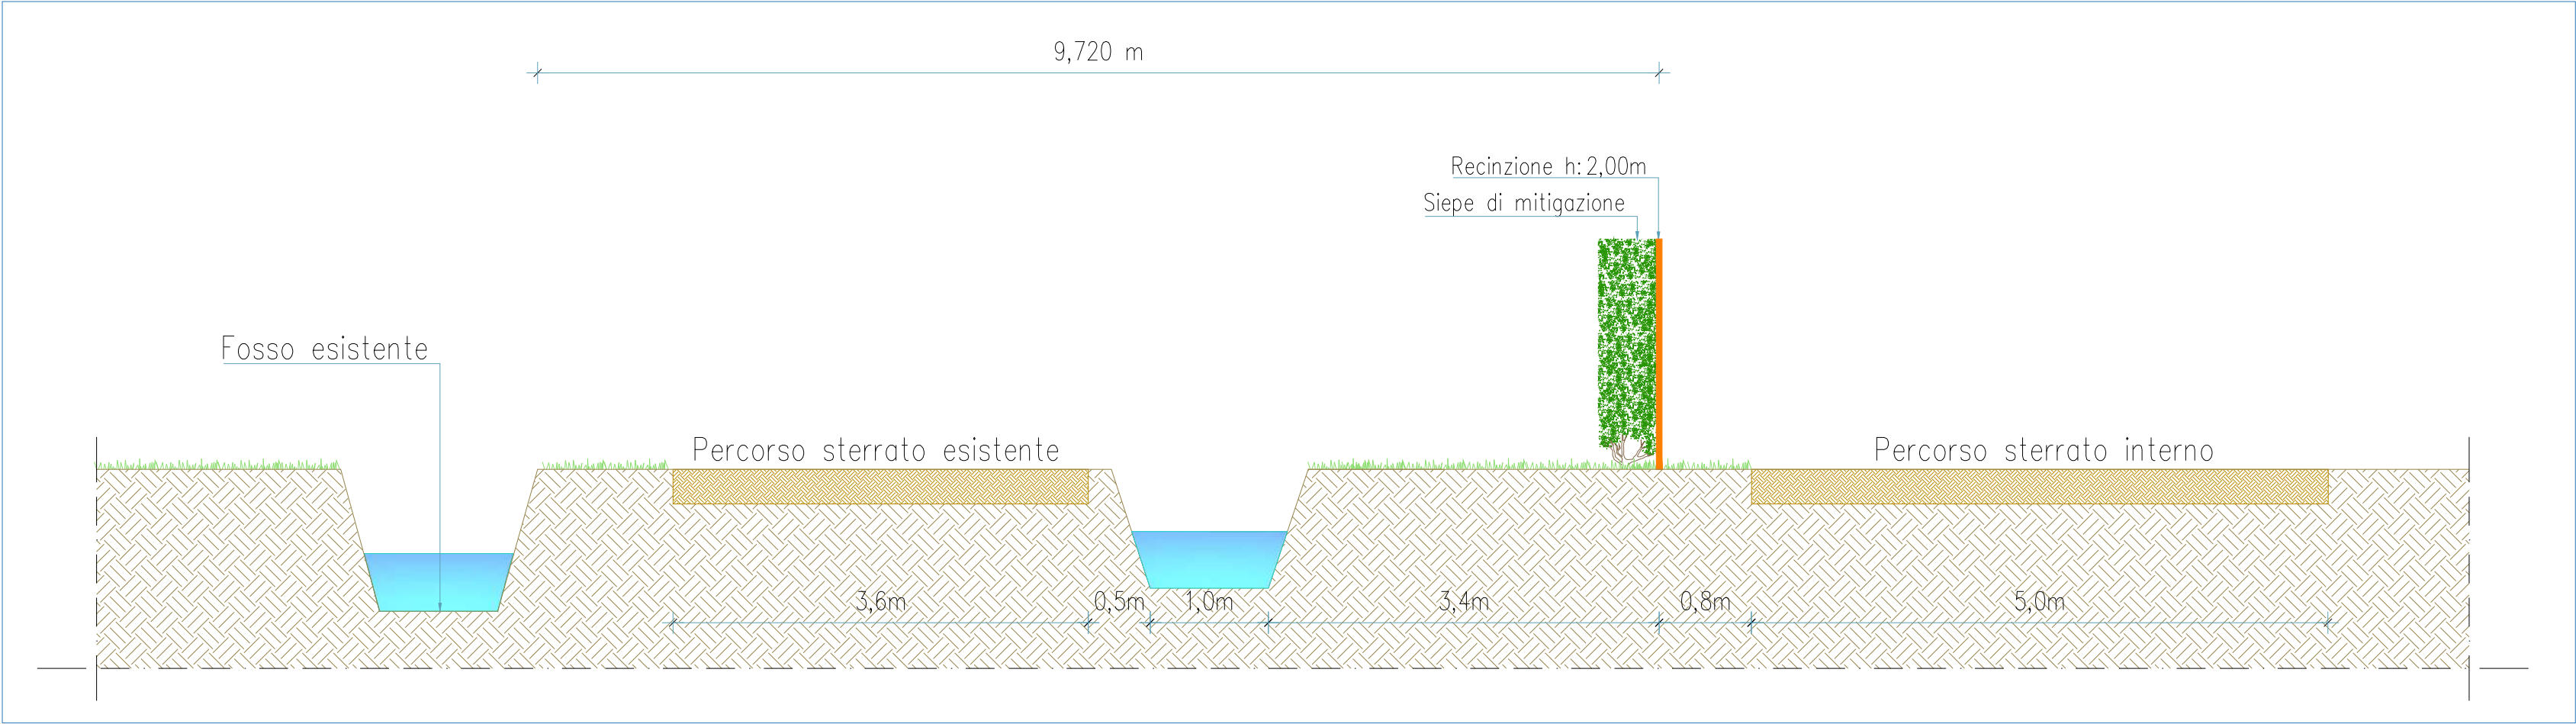 9,720 m
Recinzione h: 2,00m
Siepe di mitigazione
Fosso esistente
Percorso sterrato esistente
Percorso sterrato interno
3,6m
0,5m
1,0m
3,4m
0,8m
5,0m